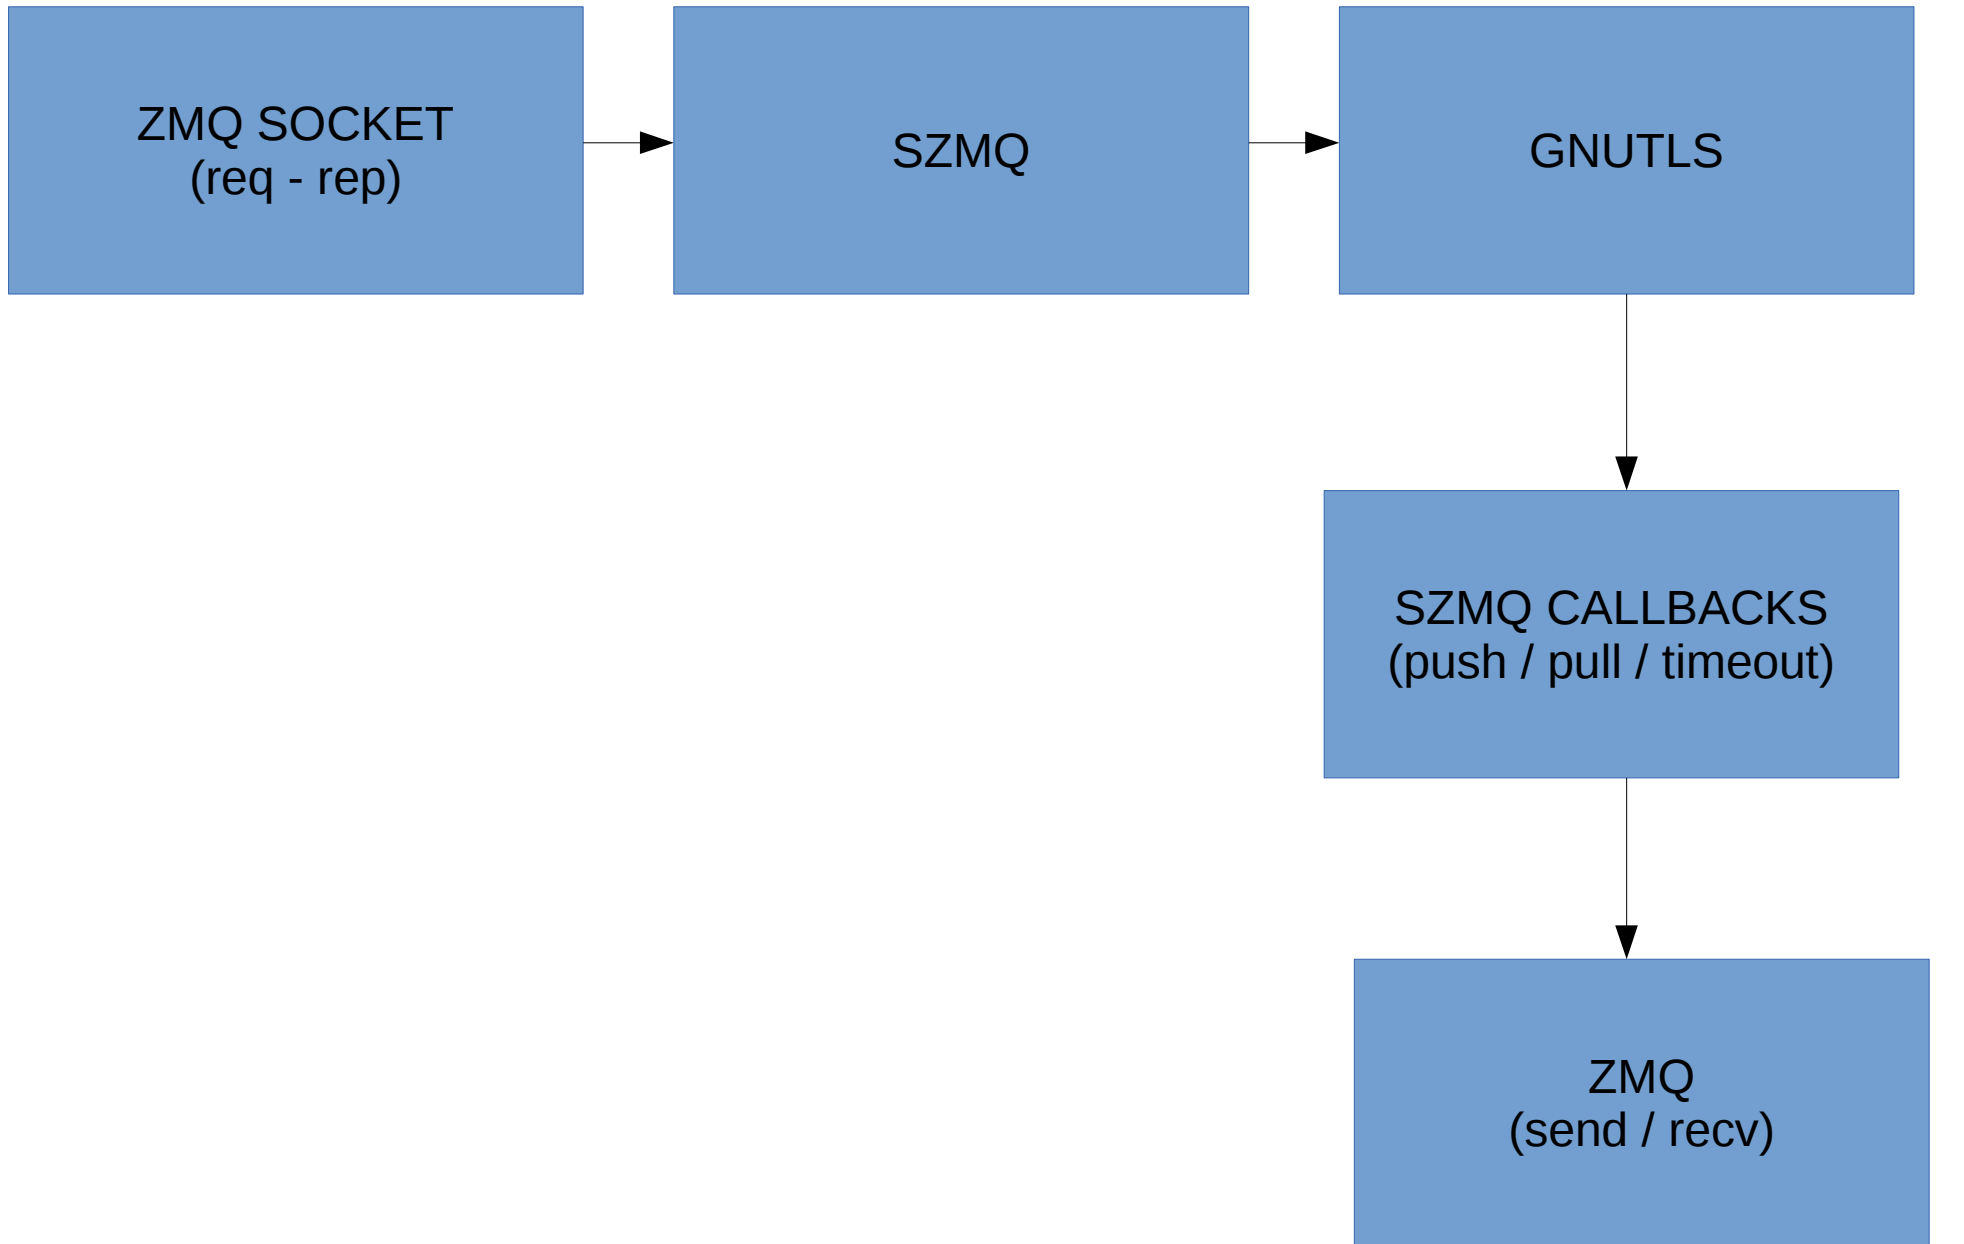 ZMQ SOCKET
(req - rep)
SZMQ
GNUTLS
SZMQ CALLBACKS
(push / pull / timeout)
ZMQ
(send / recv)